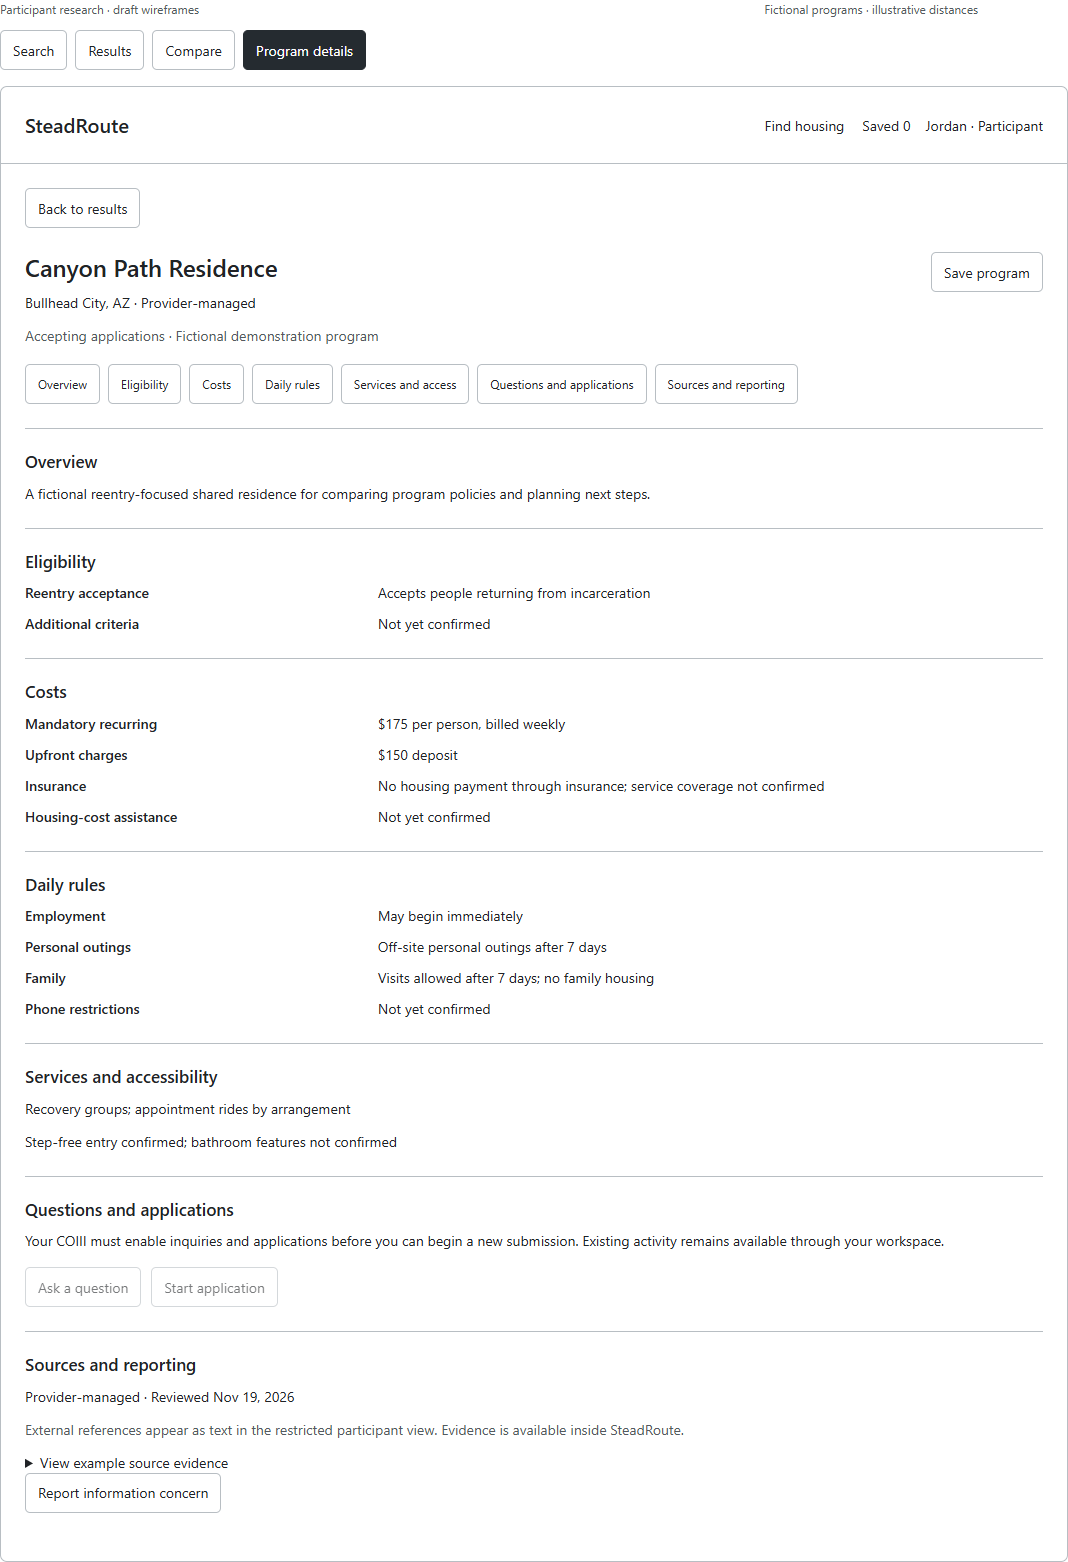 Participant research · draft wireframes
Fictional programs · illustrative distances
Search
Results
Compare
Program details
SteadRoute
Find housing
Saved 0
Jordan · Participant
Back to results
Canyon Path Residence
Save program
Bullhead City, AZ · Provider-managed
Accepting applications · Fictional demonstration program
Overview
Eligibility
Costs
Daily rules
Services and access
Questions and applications
Sources and reporting
Overview
A fictional reentry-focused shared residence for comparing program policies and planning next steps.
Eligibility
Reentry acceptance
Accepts people returning from incarceration
Additional criteria
Not yet confirmed
Costs
Mandatory recurring
$175 per person, billed weekly
Upfront charges
$150 deposit
Insurance
No housing payment through insurance; service coverage not confirmed
Housing-cost assistance
Not yet confirmed
Daily rules
Employment
May begin immediately
Personal outings
Off-site personal outings after 7 days
Family
Visits allowed after 7 days; no family housing
Phone restrictions
Not yet confirmed
Services and accessibility
Recovery groups; appointment rides by arrangement
Step-free entry confirmed; bathroom features not confirmed
Questions and applications
Your COIII must enable inquiries and applications before you can begin a new submission. Existing activity remains available through your workspace.
Ask a question
Start application
Sources and reporting
Provider-managed · Reviewed Nov 19, 2026
External references appear as text in the restricted participant view. Evidence is available inside SteadRoute.
View example source evidence
Report information concern